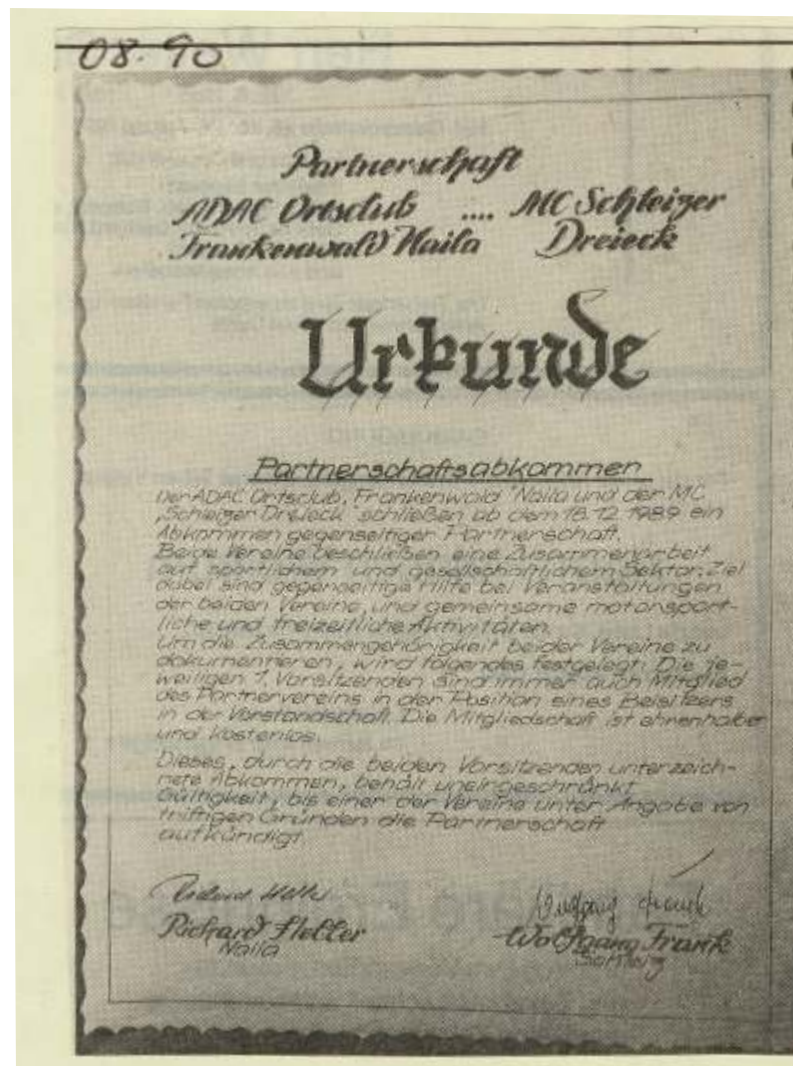 08.90
Partnerschaft
ADAC Ortsclub .... MC Schleizer
Frankenwald Naila Dreieck
Urkunde
Partnerschaftsabkommen
Der ADAC Ortsclub, Frankenwald "Naila und der MC
„Schleizer Dreieck" schließen ab dem 16.12.1989 ein
Abkommen gegenseitiger Partnerschaft.
Beide Vereine beschließen eine Zusammenarbeit
auf sportlichem und gesellschaftlichem Sektor. Ziel
dabei sind gegenseitige Hilfe bei Veranstaltungen
der beiden Vereine, und gemeinsame motorsport-
liche und freizeitliche Aktivitäten.
Um die Zusammengehörigkeit beider Vereine zu
dokumentieren, wird folgendes festgelegt: Die je-
weiligen 1. Vorsitzenden sind immer auch Mitglied
des Partnervereins in der Position eines Beisitzers
in der Vorstandschaft. Die Mitgliedschaft ist ehrenhalber
und kostenlos.
Dieses, durch die beiden Vorsitzenden unterzeich-
nete Abkommen, behält uneingeschränkt
Gültigkeit, bis einer der Vereine unter Angabe von
triftigen Gründen die Partnerschaft
aufkündigt.
Richard Heller Wolfgang Franck
Richard Heller Wolfgang Franck
Naila Schleiz